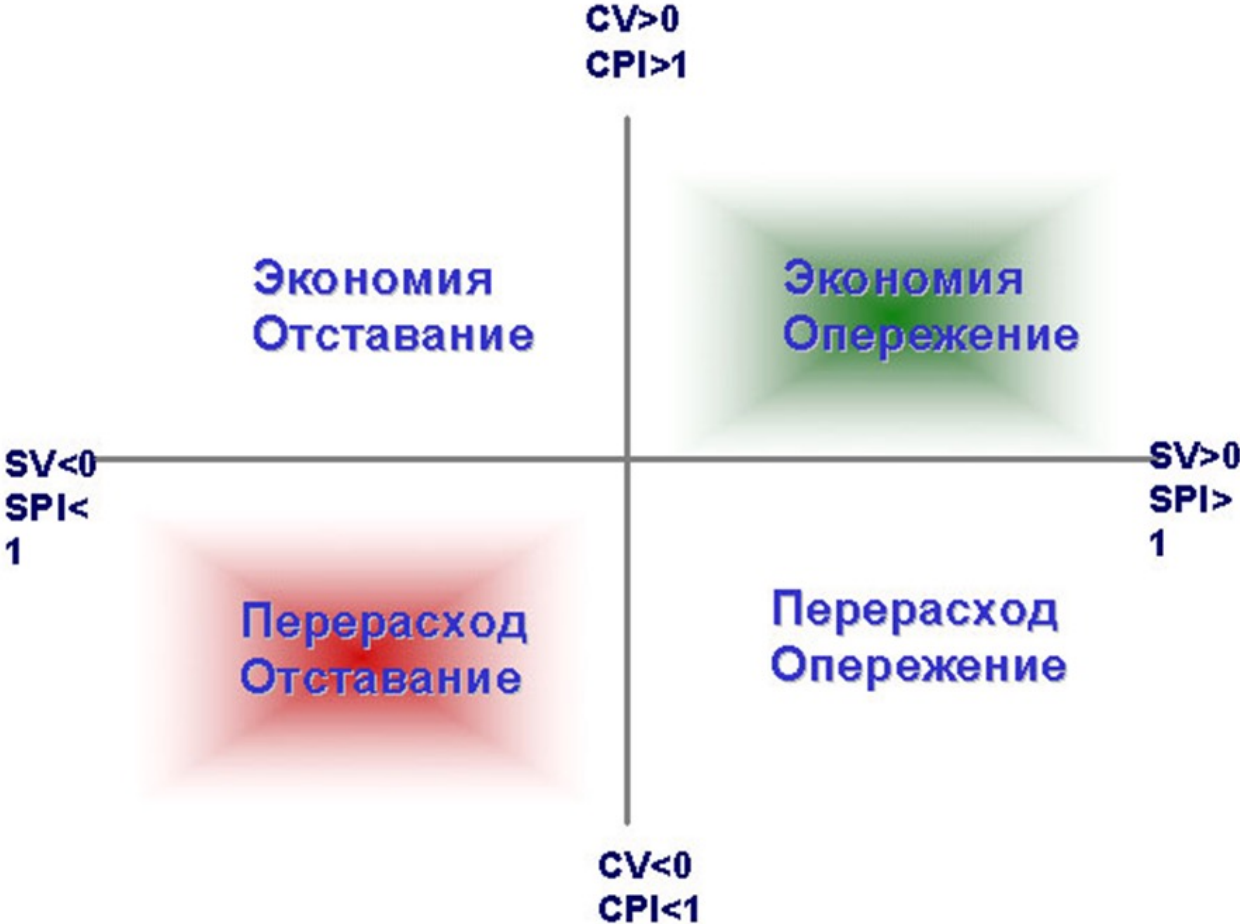 CV>0
CPI>1
Экономия
Отставание
Экономия
Опережение
SV<0
SPI<
1
SV>0
SPI>
1
Перерасход
Отставание
Перерасход
Опережение
CV<0
CPI<1